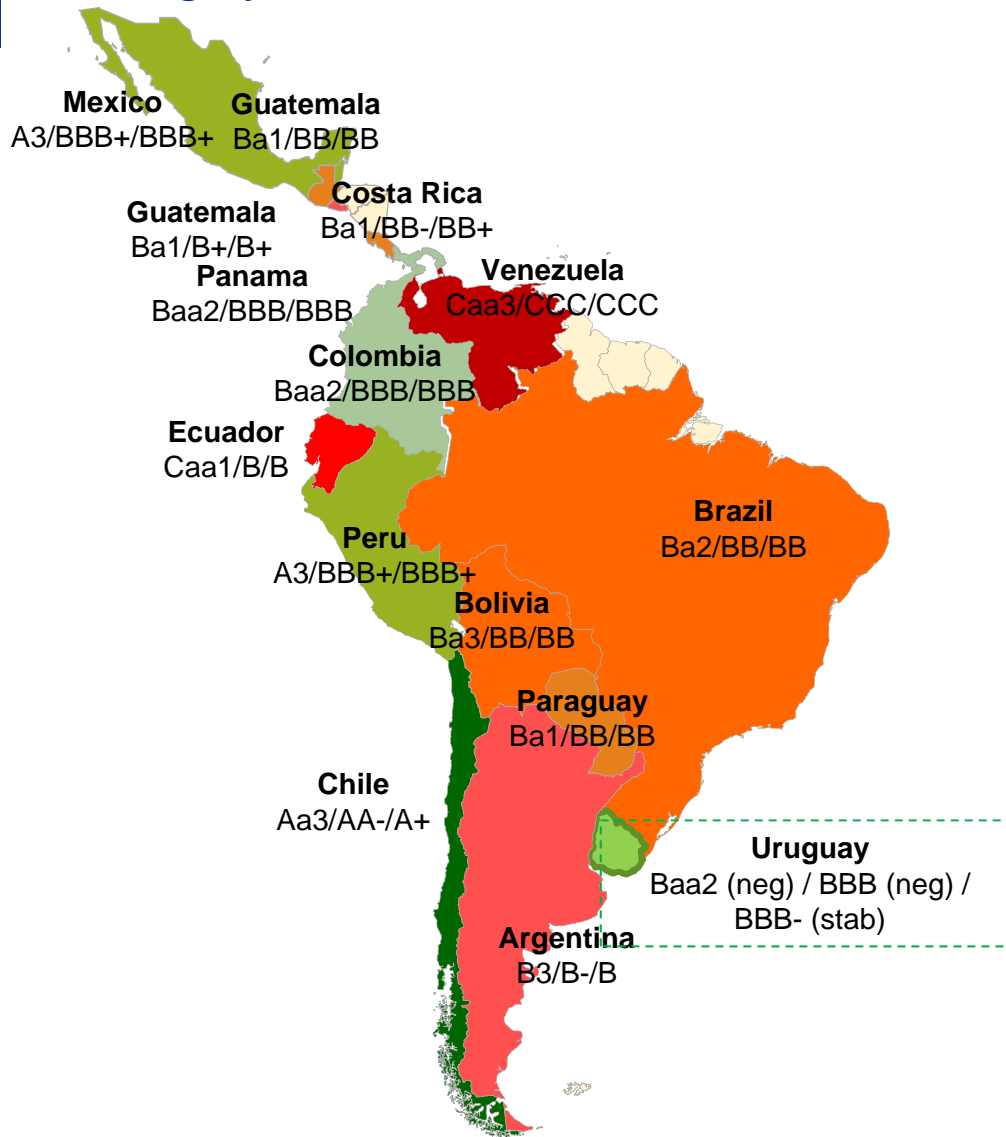 Mexico
A3/BBB+/BBB+
Guatemala
Ba1/BB/BB
Costa Rica
Ba1/BB-/BB+
Guatemala
Ba1/B+/B+
Panama
Baa2/BBB/BBB
Venezuela
Caa3/CCC/CCC
Colombia
Baa2/BBB/BBB
Ecuador
Caa1/B/B
Brazil
Ba2/BB/BB
Peru
A3/BBB+/BBB+
Bolivia
Ba3/BB/BB
Paraguay
Ba1/BB/BB
Chile
Aa3/AA-/A+
Uruguay
Baa2 (neg) / BBB (neg) /
BBB- (stab)
Argentina
B3/B-/B